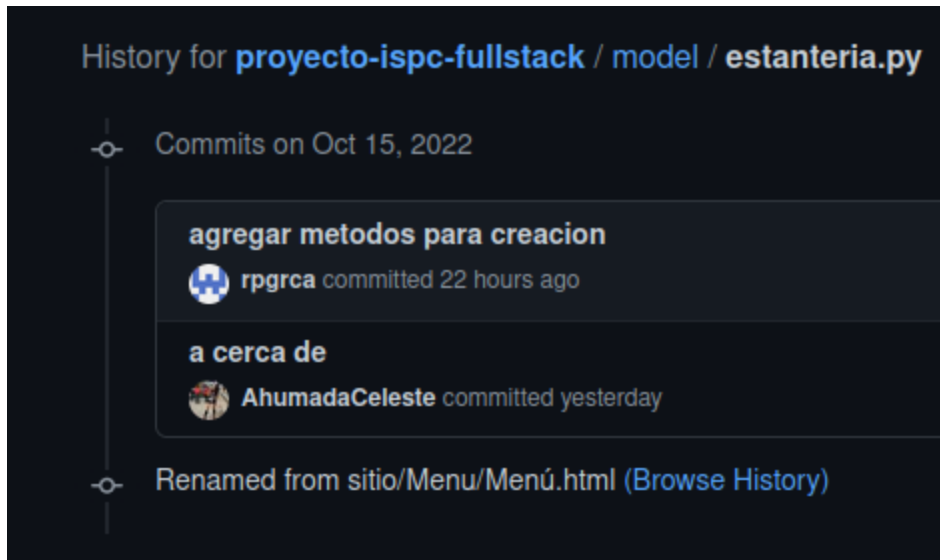 History for proyecto-ispc-fullstack / model / estanteria.py
Commits on Oct 15, 2022
agregar metodos para creacion
rpgrca committed 22 hours ago
a cerca de
AhumadaCeleste committed yesterday
Renamed from sitio/Menu/Menú.html (Browse History)